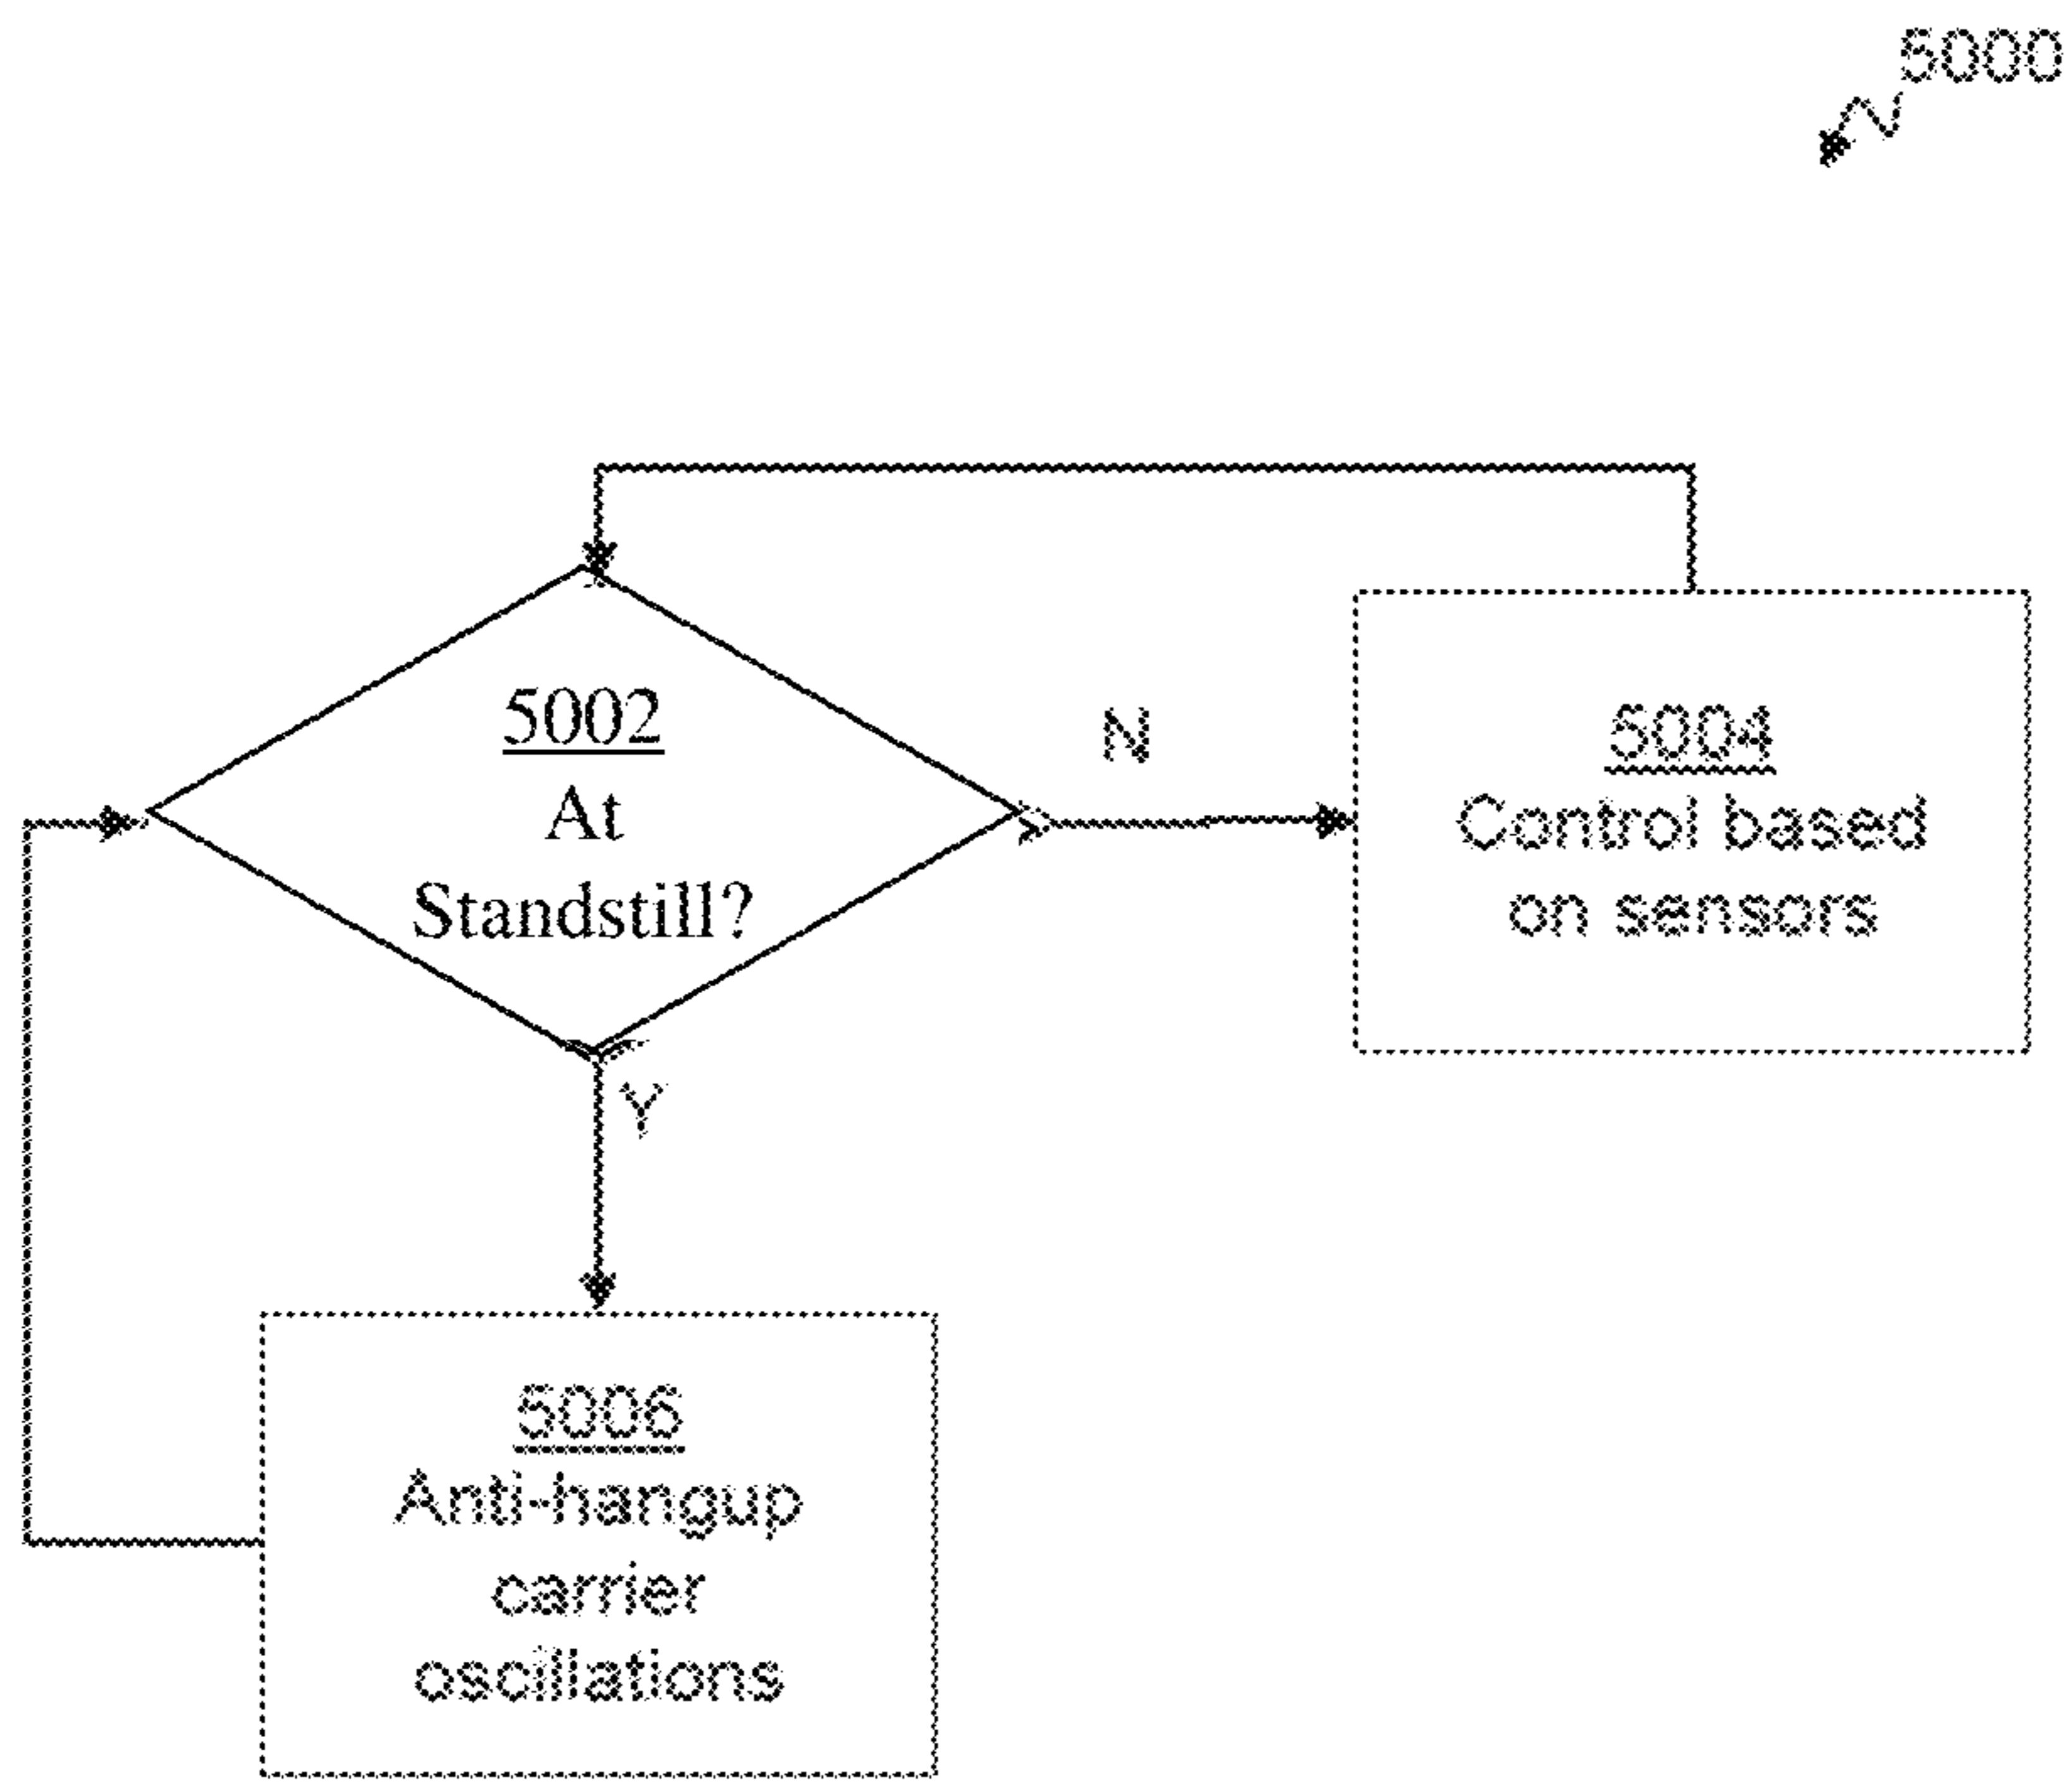 5000
5002
At
Standstill?
N
5004
Control based
on sensors
Y
5006
Anti-hangup
carrier
oscillations